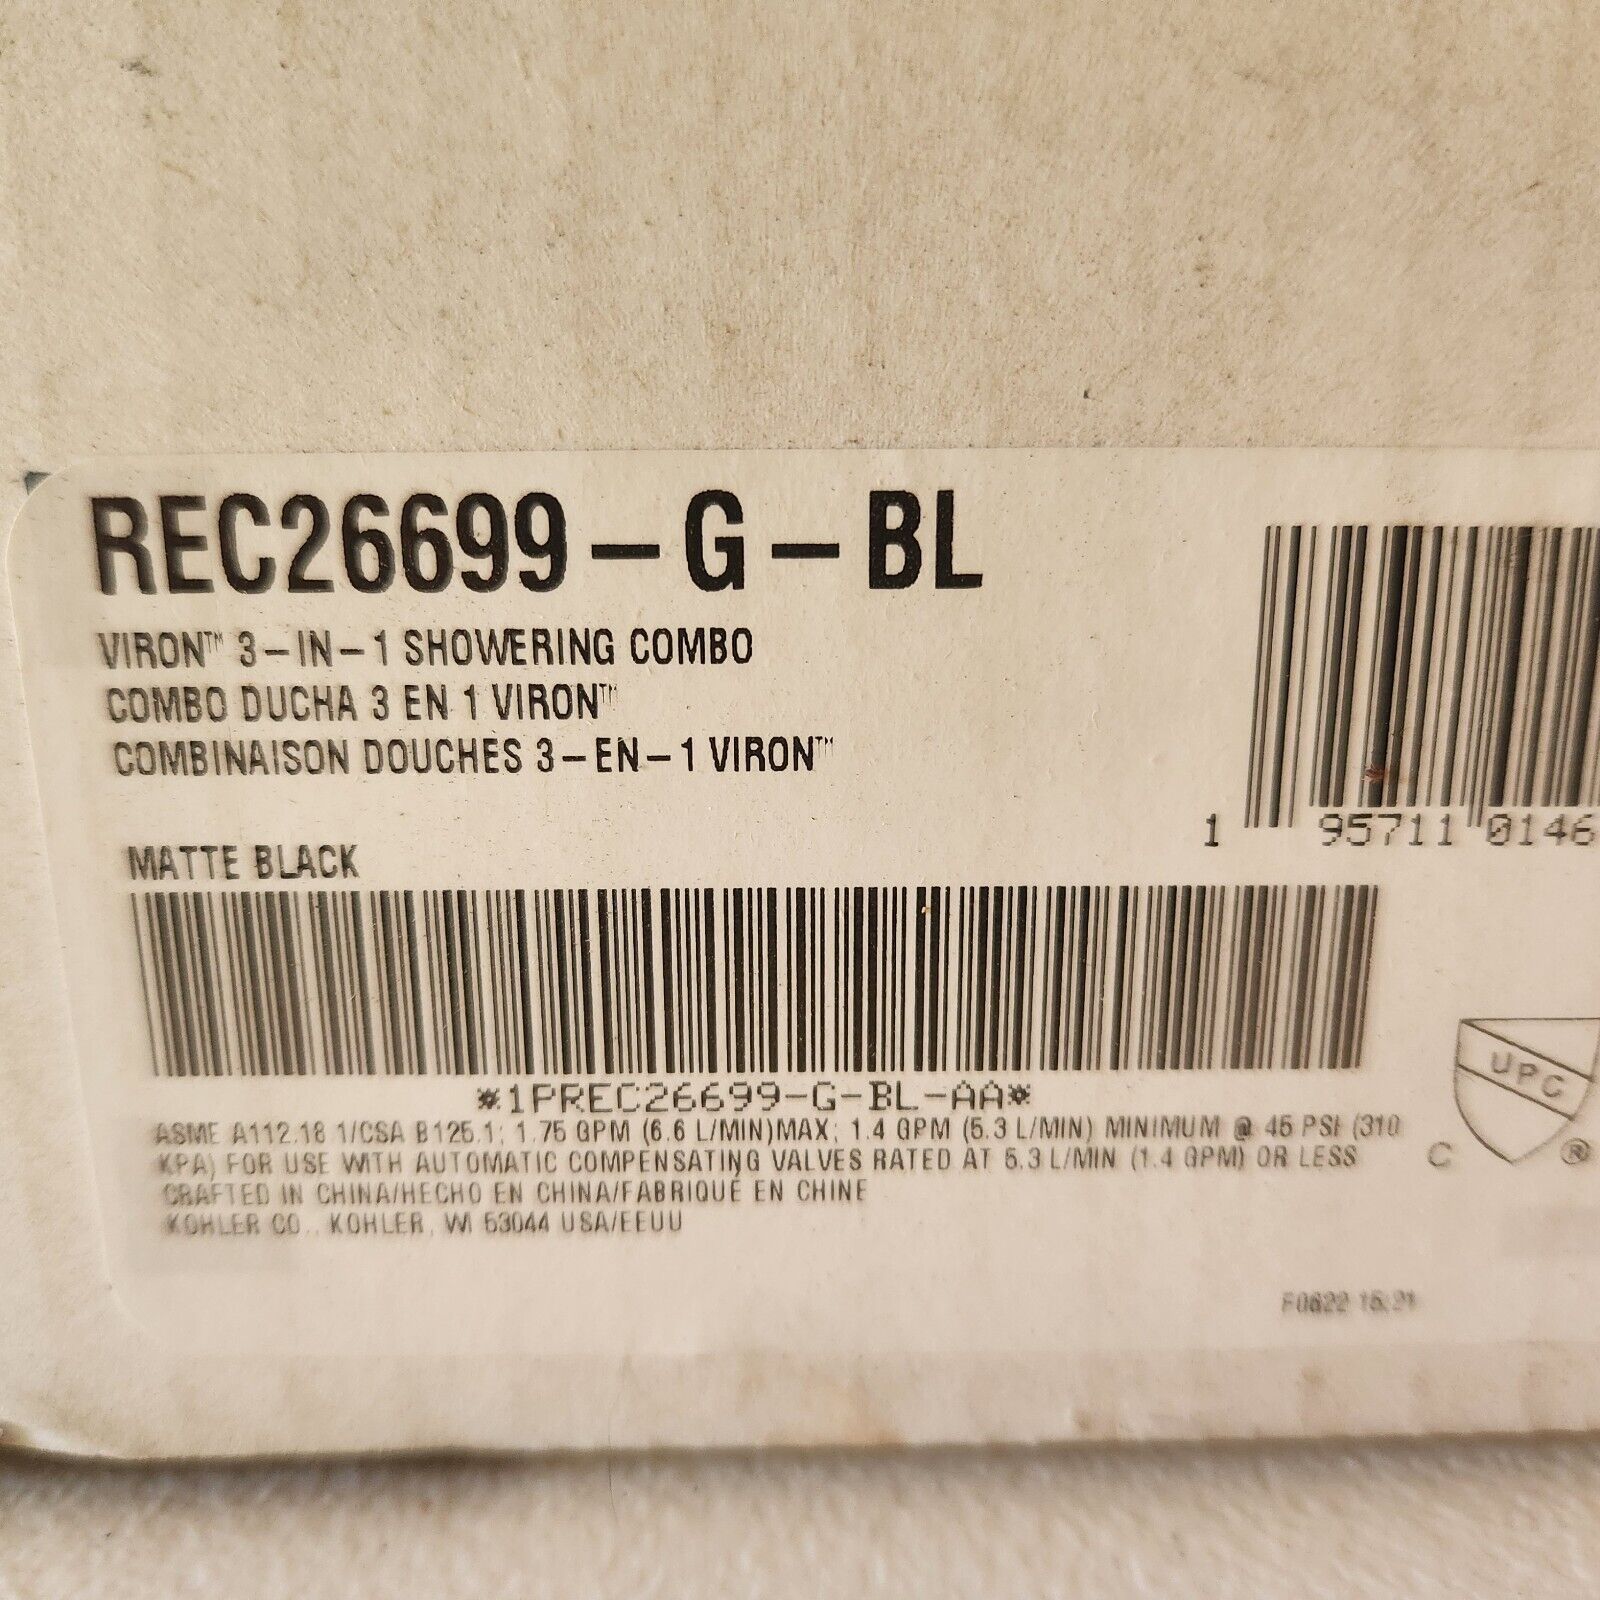 REC26699-G-BL
VIRON™ 3-IN-1 SHOWERING COMBO
COMBO DUCHA 3 EN 1 VIRON™
COMBINAISON DOUCHES 3-EN-1 VIRON™
1 95711 0146
MATTE BLACK
*1PREC26699-G-BL-AA*
ASME A112.18 1/CSA B125.1; 1.75 GPM (6.6 L/MIN)MAX; 1.4 GPM (5.3 L/MIN) MINIMUM @ 45 PSI (310
KPA) FOR USE WITH AUTOMATIC COMPENSATING VALVES RATED AT 5.3 L/MIN (1.4 GPM) OR LESS
CRAFTED IN CHINA/HECHO EN CHINA/FABRIQUÉ EN CHINE
KOHLER CO., KOHLER, WI 53044 USA/EEUU
UPC
C ®
F0622 15:21